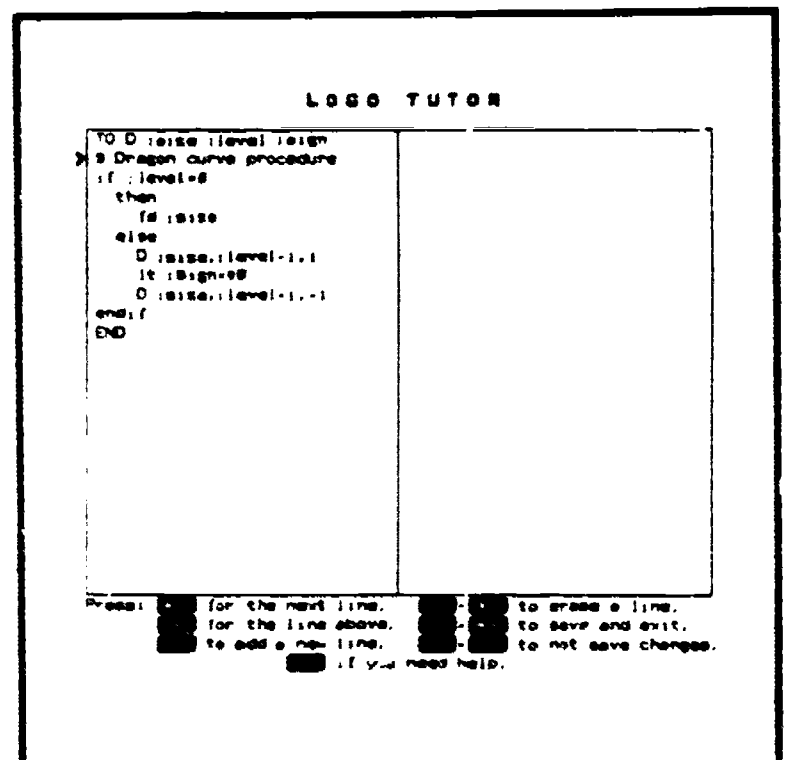 LOGO TUTOR
TO D :size :level :sign
> Dragon curve procedure
if :level=0
then
fd :size
else
D :size,:level-1,1
lt :sign*90
D :size,:level-1,-1
endif
END
Press: for the next line. - to erase a line.
for the line above. - to save and exit.
to add a new line. - to not save changes.
if you need help.